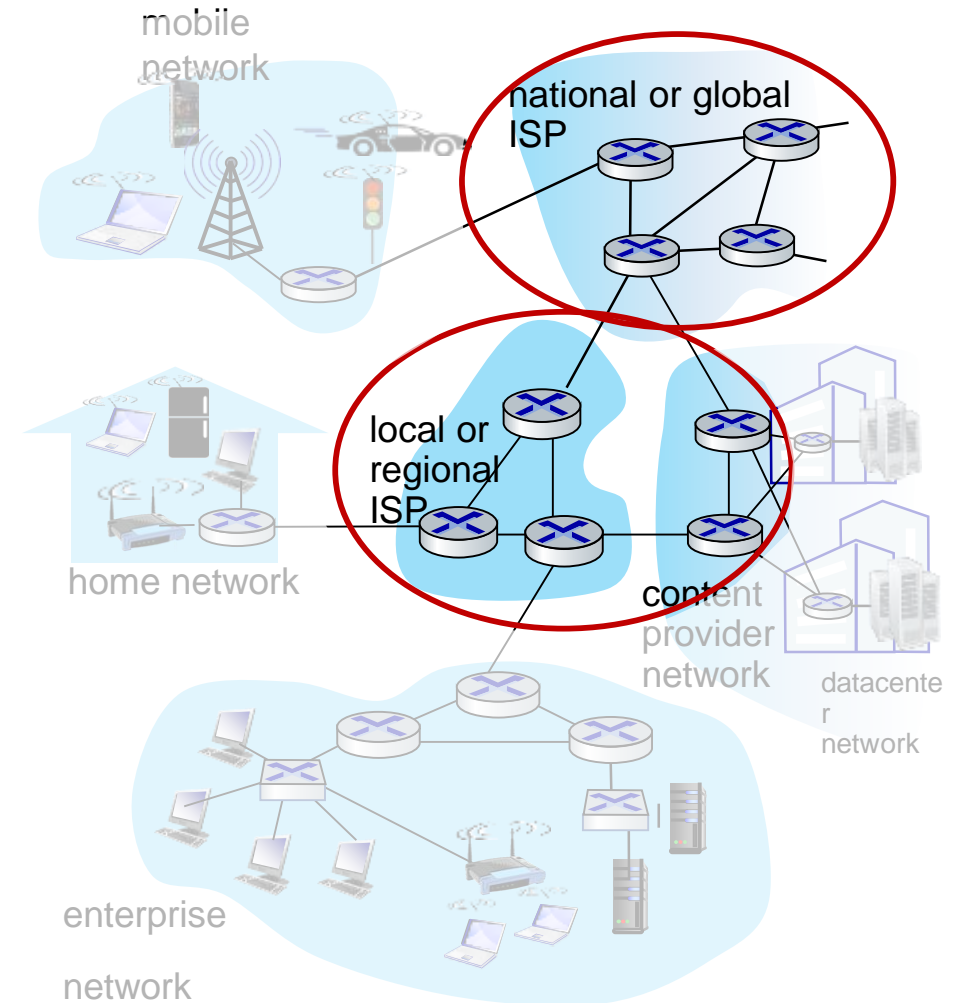 mobile
network
national or global
ISP
local or
regional
ISP
home network
content
provider
network
datacente
r
network
enterprise
network